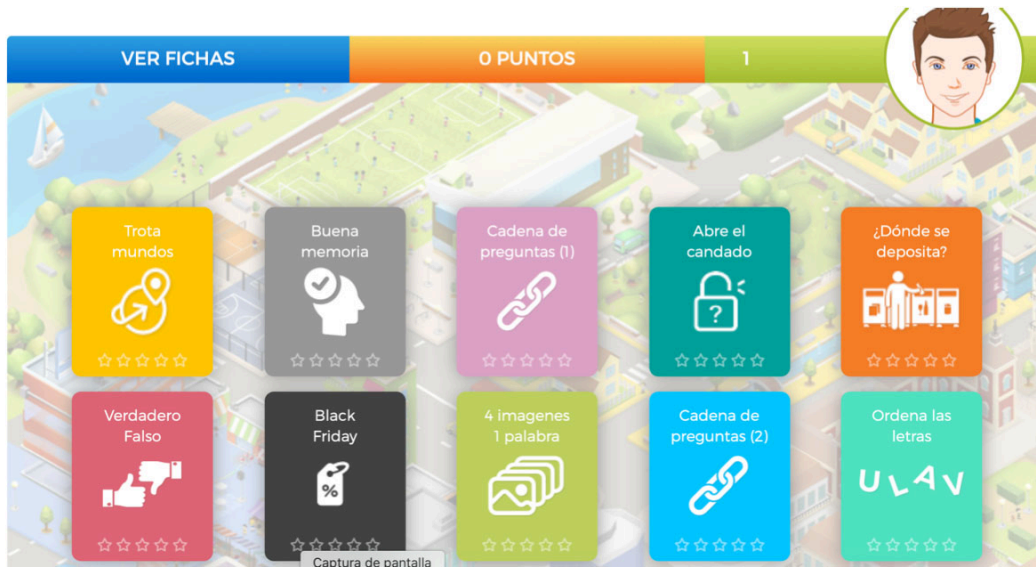 VER FICHAS
0 PUNTOS
1
Trota
mundos
Buena
memoria
Cadena de
preguntas (1)
Abre el
candado
?
¿Dónde se
deposita?
Verdadero
Falso
Black
Friday
%
4 imagenes
1 palabra
Cadena de
preguntas (2)
Ordena las
letras
ULAV
Captura de pantalla